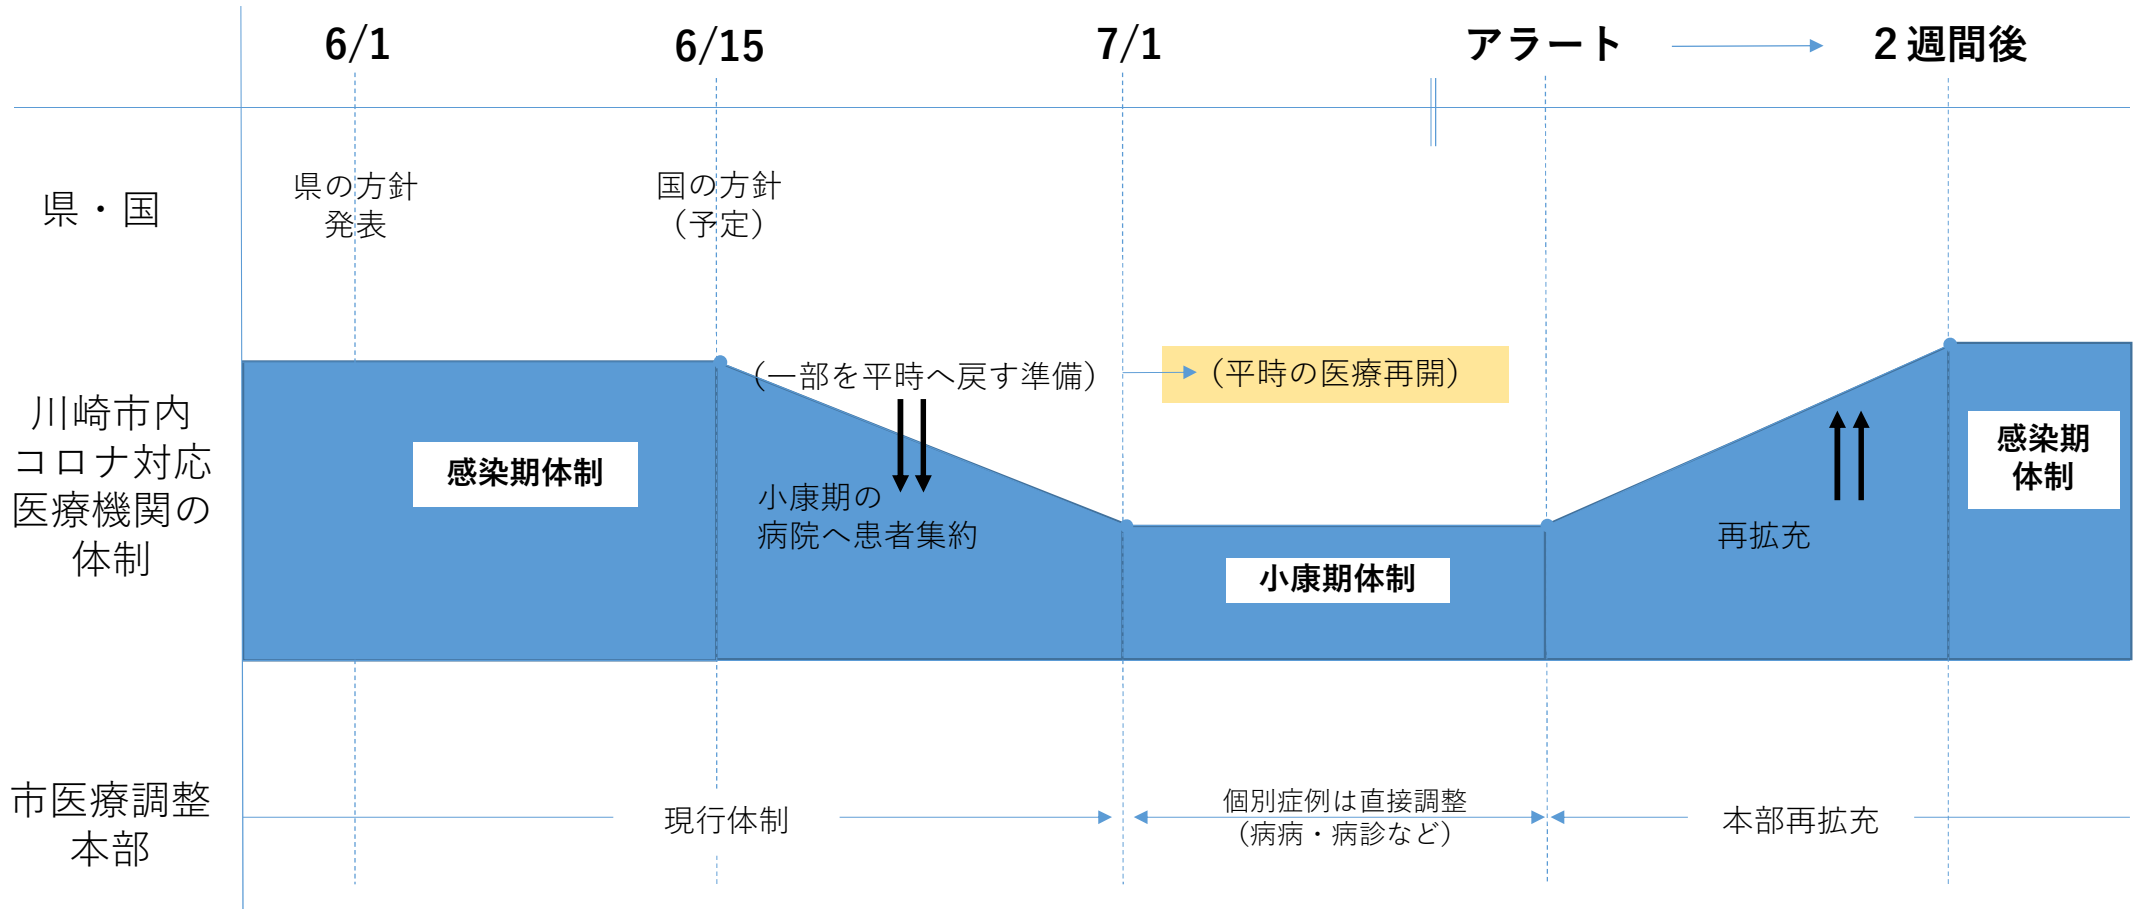 6/1
6/15
7/1
アラート
２週間後
県・国
県の方針
発表
国の方針
（予定）
川崎市内
コロナ対応
医療機関の
体制
（一部を平時へ戻す準備）
（平時の医療再開）
感染期体制
小康期の
病院へ患者集約
小康期体制
再拡充
感染期
体制
市医療調整
本部
現行体制
個別症例は直接調整
（病病・病診など）
本部再拡充